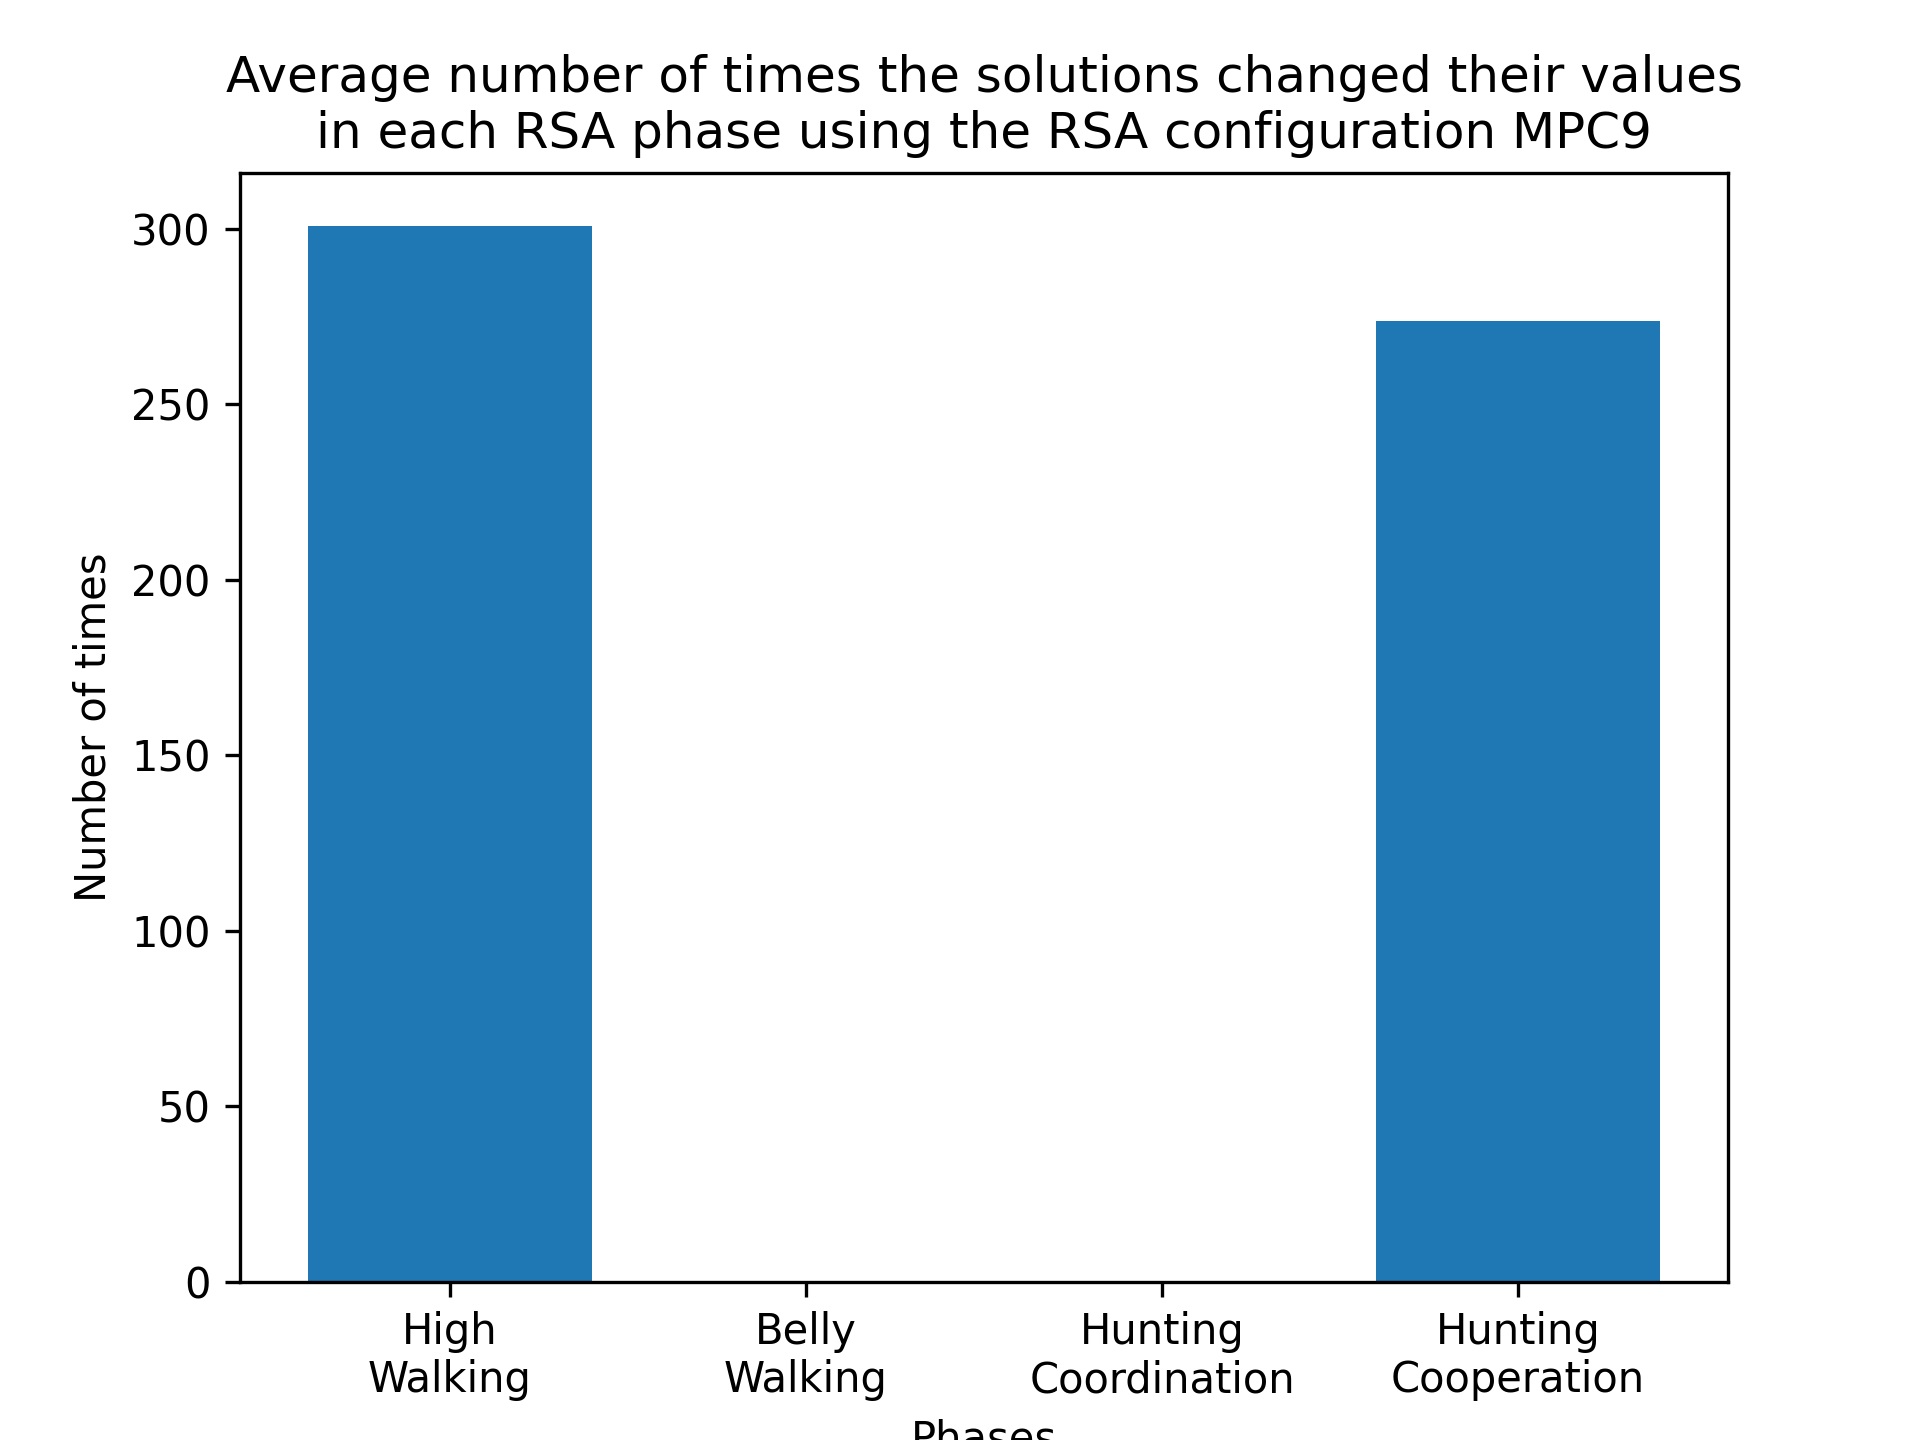 Average number of times the solutions changed their values
in each RSA phase using the RSA configuration MPC9
300
250
200
150
100
50
0
Number of times
High
Walking
Belly
Walking
Hunting
Coordination
Hunting
Cooperation
Phases